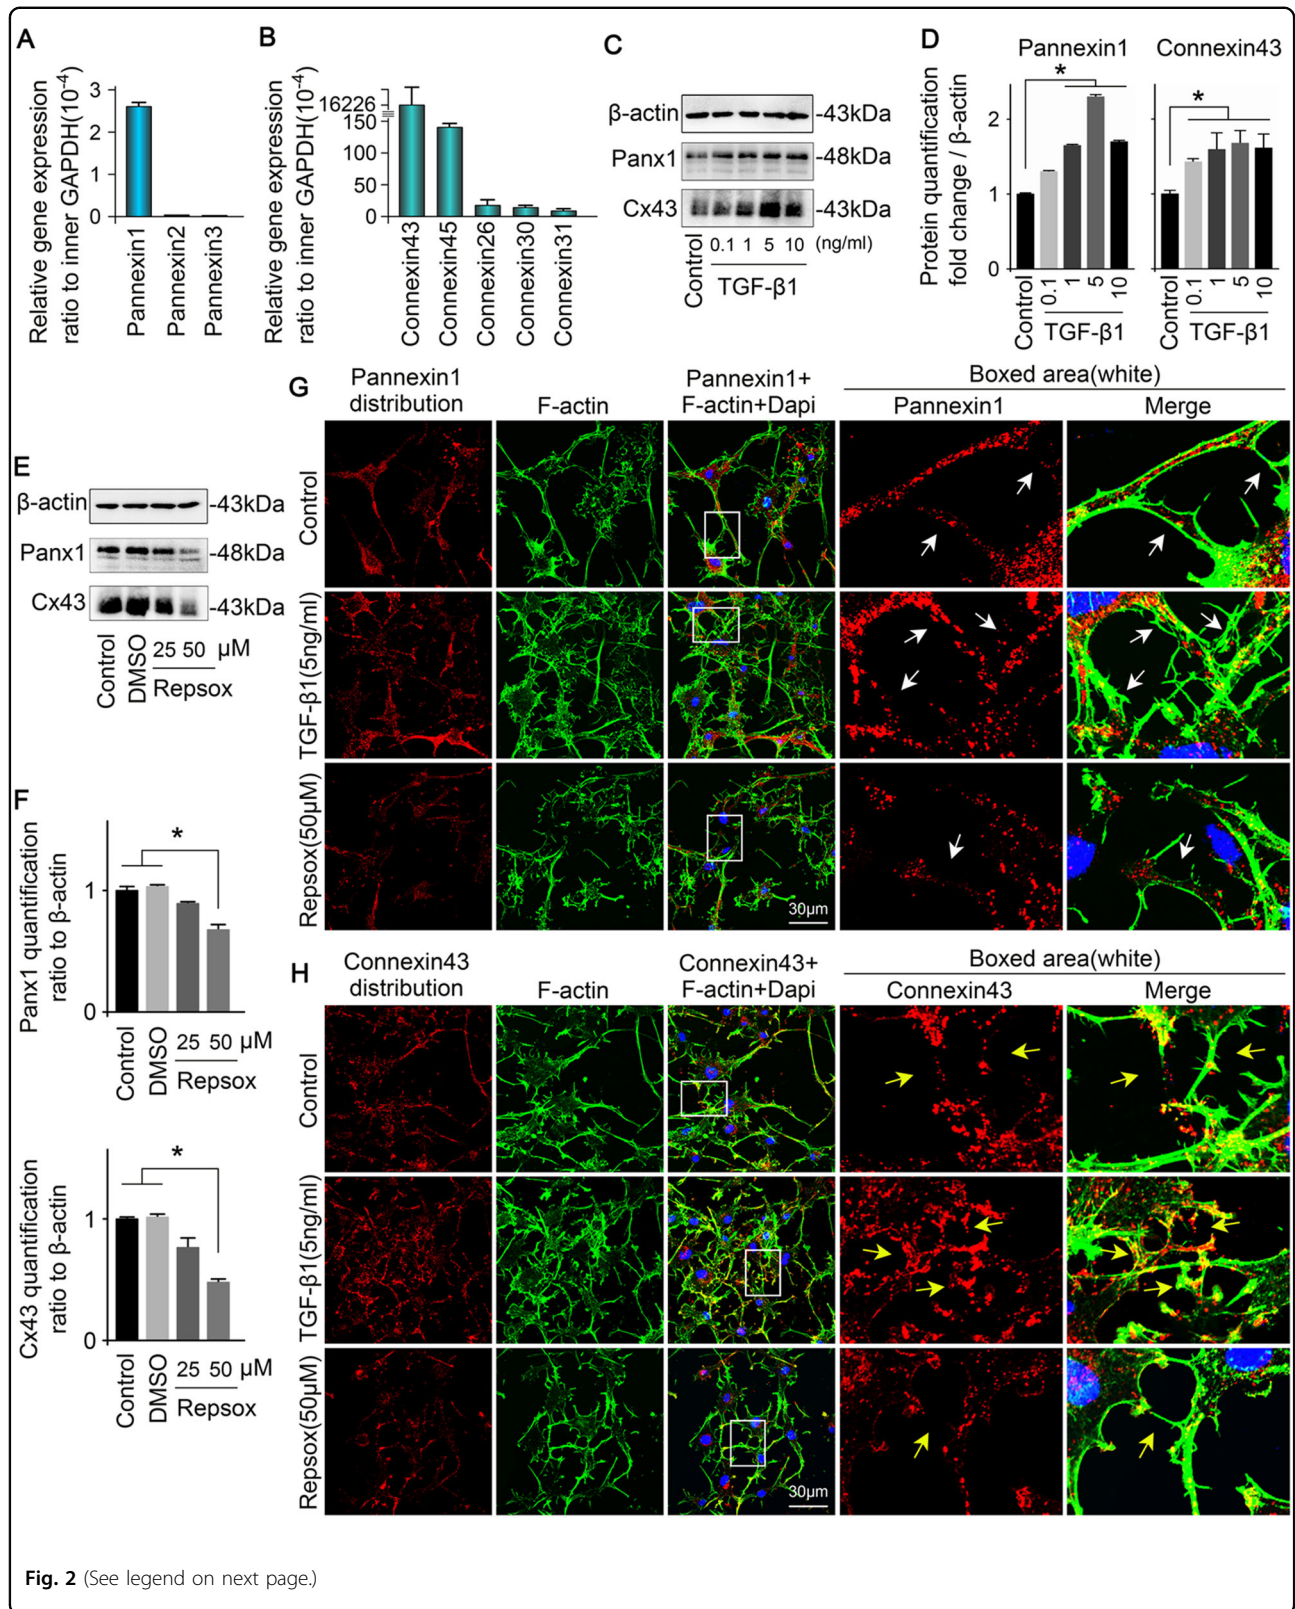 A
Relative gene expression
ratio to inner GAPDH(10⁻⁴)
3
2
1
0
Pannexin1
Pannexin2
Pannexin3
B
Relative gene expression
ratio to inner GAPDH(10⁻⁴)
16226
150
100
50
0
Connexin43
Connexin45
Connexin26
Connexin30
Connexin31
C
β-actin
-43kDa
Panx1
-48kDa
Cx43
-43kDa
Control
0.1 1 5 10 (ng/ml)
TGF-β1
D
Pannexin1
Connexin43
Protein quantification
fold change / β-actin
2
1
0
*
*
Control
0.1
1
5
10
TGF-β1
Control
0.1
1
5
10
TGF-β1
E
β-actin
-43kDa
Panx1
-48kDa
Cx43
-43kDa
Control
DMSO
25 50 μM
Repsox
F
Panx1 quantification
ratio to β-actin
1
0
*
Control
DMSO
25 50 μM
Repsox
Cx43 quantification
ratio to β-actin
1
0
*
Control
DMSO
25 50 μM
Repsox
G
Pannexin1
distribution
F-actin
Pannexin1+
F-actin+Dapi
Boxed area(white)
Pannexin1
Merge
Control
TGF-β1(5ng/ml)
Repsox(50μM)
30μm
H
Connexin43
distribution
F-actin
Connexin43+
F-actin+Dapi
Boxed area(white)
Connexin43
Merge
Control
TGF-β1(5ng/ml)
Repsox(50μM)
30μm
Fig. 2 (See legend on next page.)